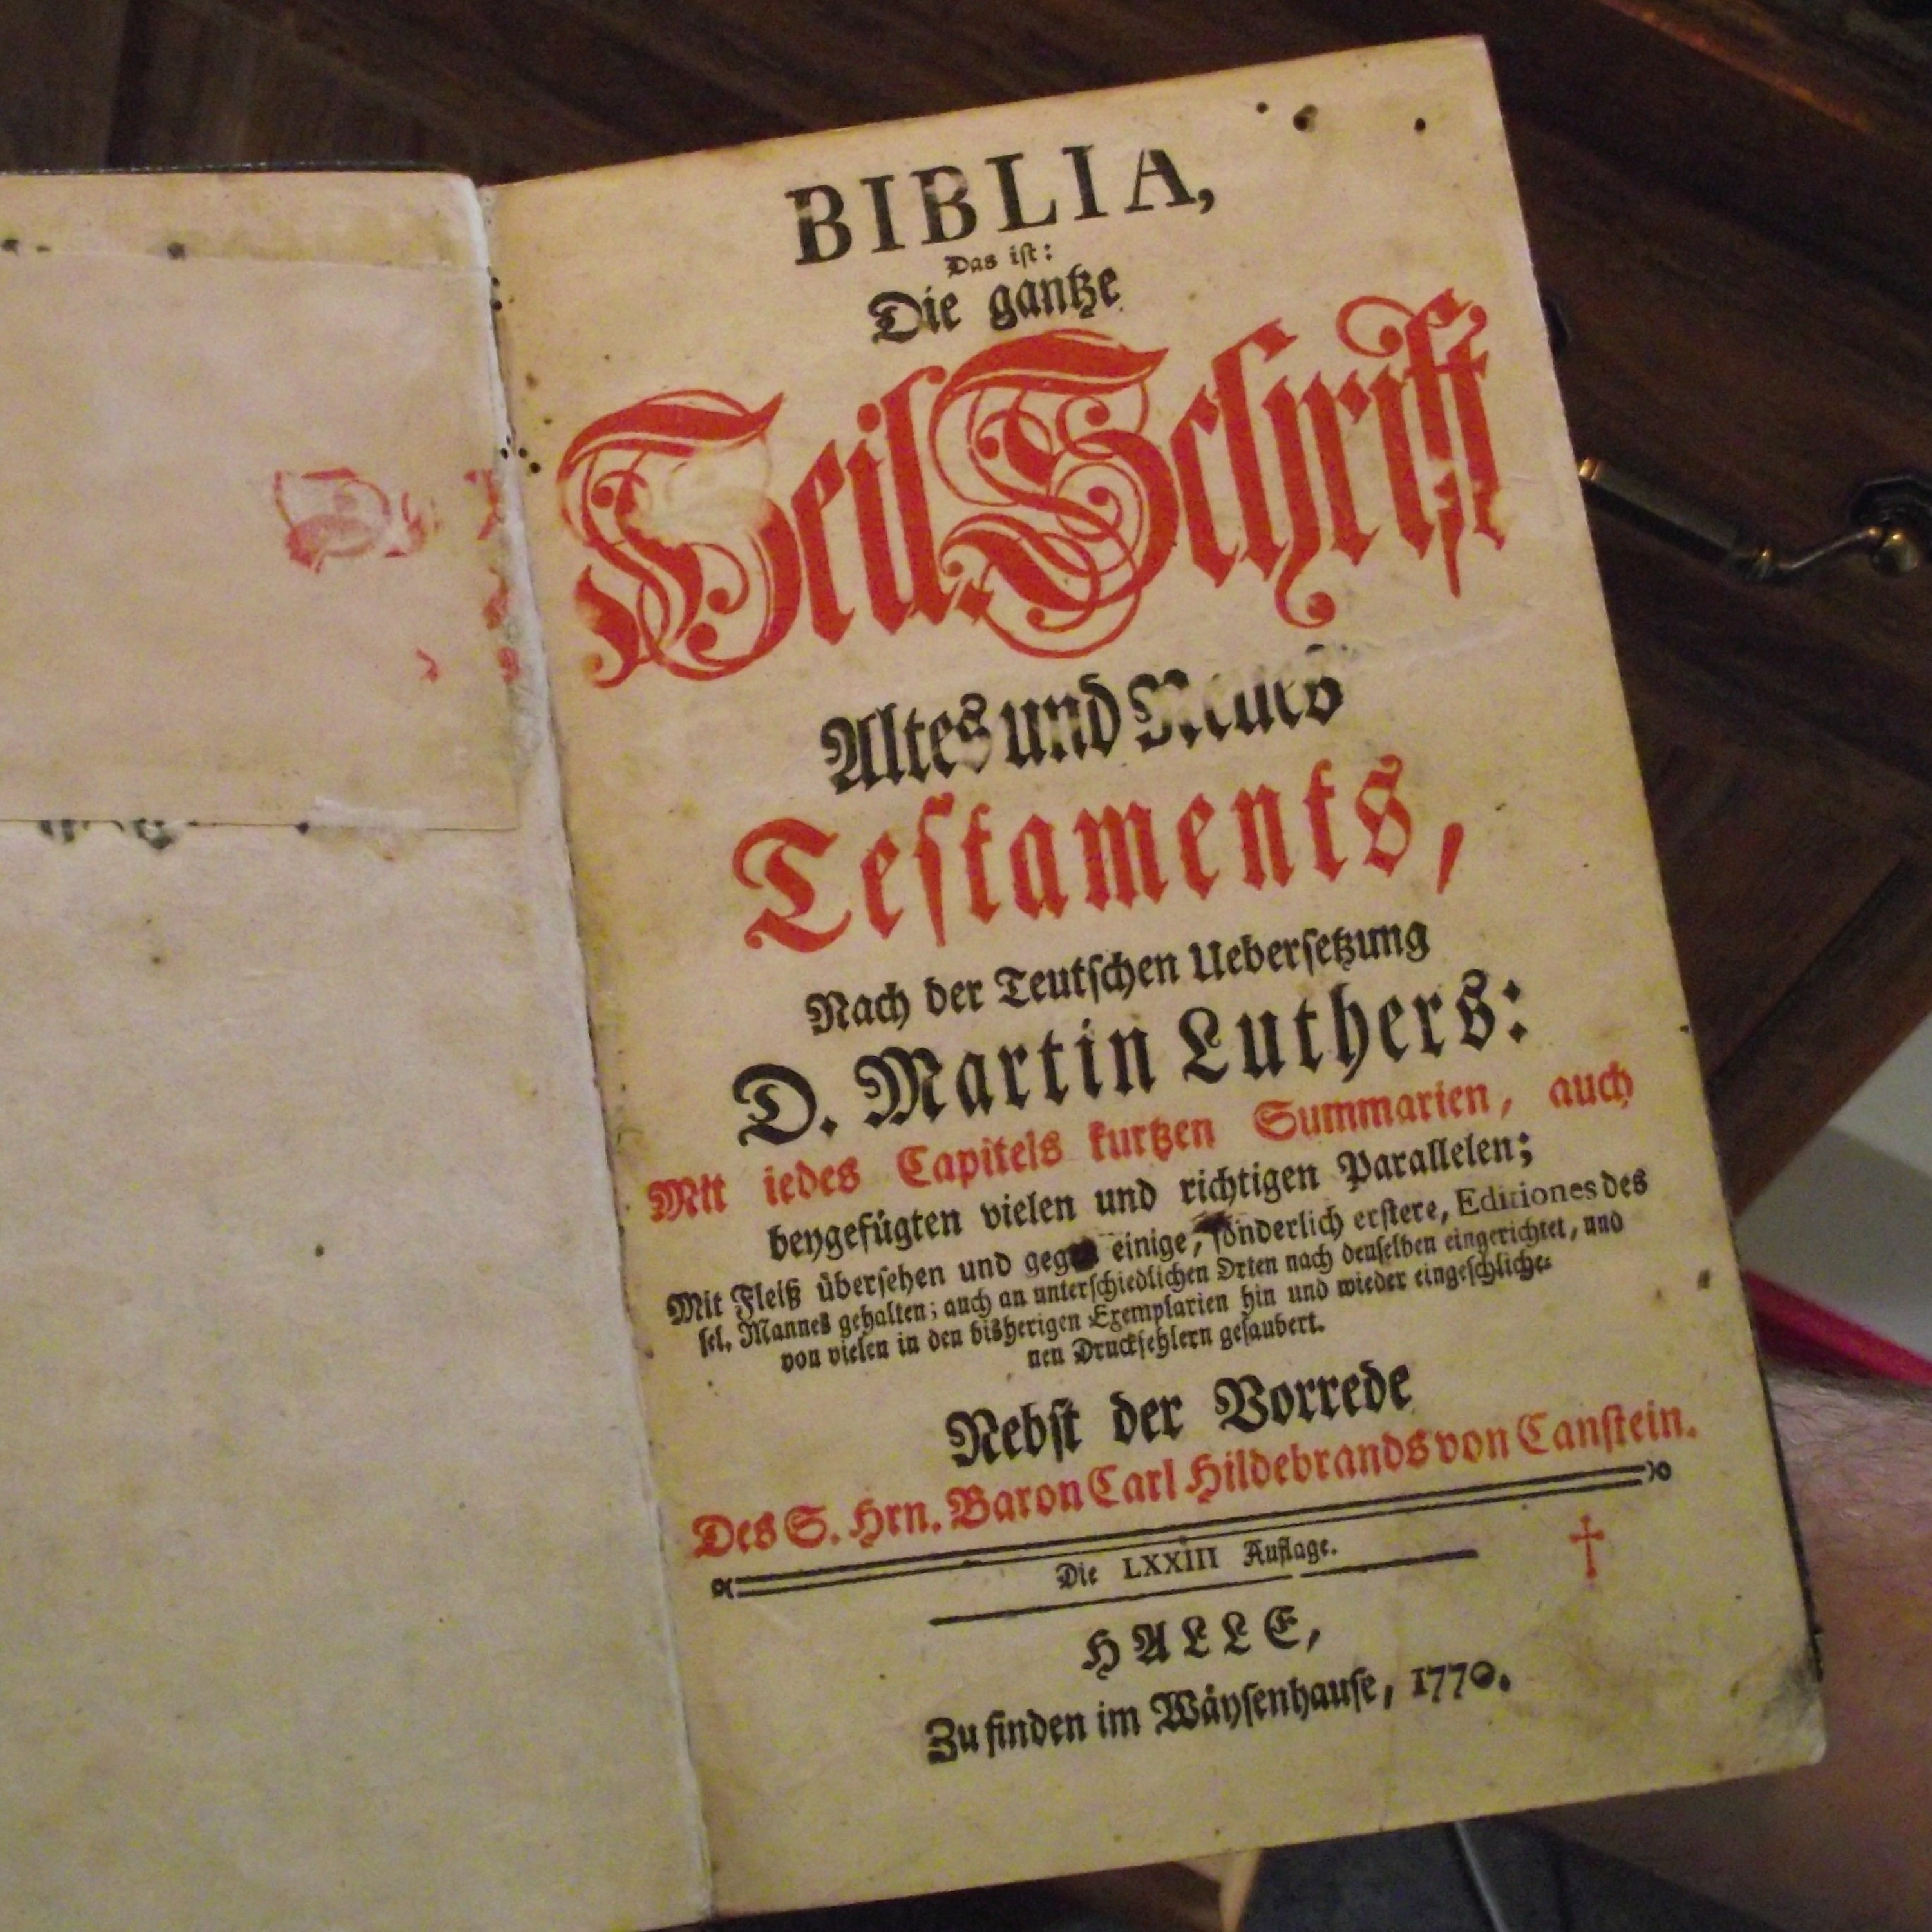 BIBLIA,
Das ist:
Die gantze
Heil. Schrift
Altes und Neues
Testaments,
Nach der Teutschen Uebersetzung
D. Martin Luthers:
Mit iedes Capitels kurtzen Summarien, auch
beygefügten vielen und richtigen Parallelen;
Mit Fleiß übersehen und gegen einige, sonderlich erstere, Editiones des
sel. Mannes gehalten; auch an unterschiedlichen Orten nach denselben eingerichtet, und
von vielen in den bisherigen Exemplarien hin und wieder eingeschliche-
nen Druckfehlern gesaubert.
Nebst der Vorrede
Des S. Hrn. Baron Carl Hildebrands von Canstein.
Die LXXIII Auflage.
HALLE,
Zu finden im Wäysenhause, 1770.